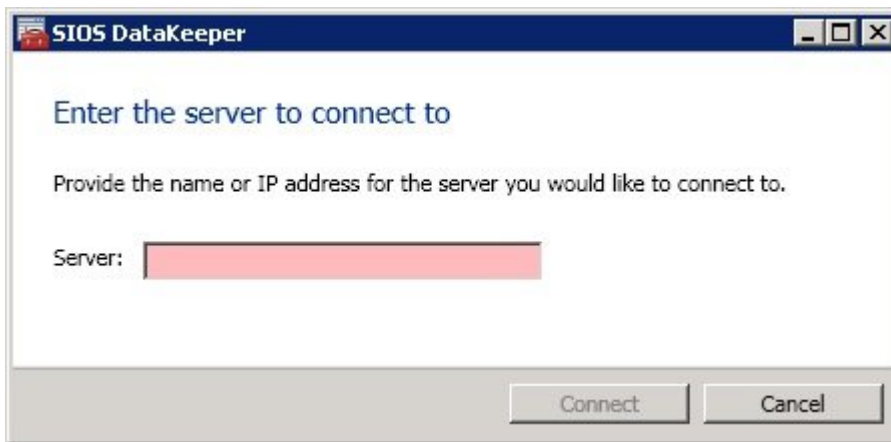 SIOS DataKeeper
Enter the server to connect to
Provide the name or IP address for the server you would like to connect to.
Server:
Connect Cancel